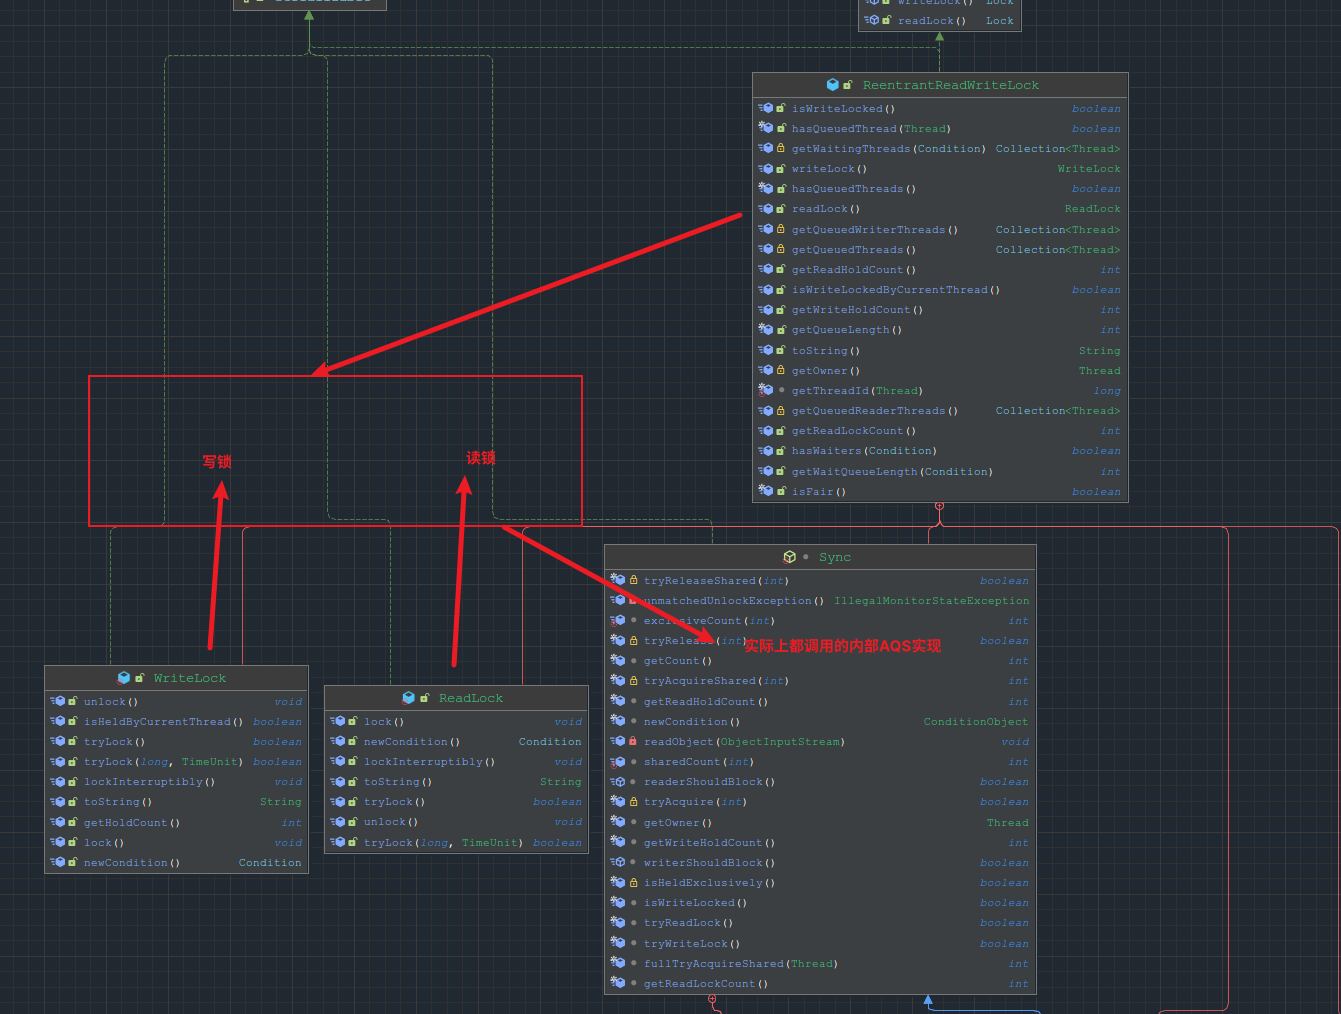 writeLock() Lock
readLock() Lock
ReentrantReadWriteLock
isWriteLocked() boolean
hasQueuedThread(Thread) boolean
getWaitingThreads(Condition) Collection<Thread>
writeLock() WriteLock
hasQueuedThreads() boolean
readLock() ReadLock
getQueuedWriterThreads() Collection<Thread>
getQueuedThreads() Collection<Thread>
getReadHoldCount() int
isWriteLockedByCurrentThread() boolean
getWriteHoldCount() int
getQueueLength() int
toString() String
getOwner() Thread
getThreadId(Thread) long
getQueuedReaderThreads() Collection<Thread>
getReadLockCount() int
hasWaiters(Condition) boolean
getWaitQueueLength(Condition) int
isFair() boolean
写锁
读锁
Sync
tryReleaseShared(int) boolean
unmatchedUnlockException() IllegalMonitorStateException
exclusiveCount(int) int
tryRelease(int) boolean
实际上都调用的内部AQS实现
getCount() int
tryAcquireShared(int) int
getReadHoldCount() int
newCondition() ConditionObject
readObject(ObjectInputStream) void
sharedCount(int) int
readerShouldBlock() boolean
tryAcquire(int) boolean
getOwner() Thread
getWriteHoldCount() int
writerShouldBlock() boolean
isHeldExclusively() boolean
isWriteLocked() boolean
tryReadLock() boolean
tryWriteLock() boolean
fullTryAcquireShared(Thread) int
getReadLockCount() int
WriteLock
unlock() void
isHeldByCurrentThread() boolean
tryLock() boolean
tryLock(long, TimeUnit) boolean
lockInterruptibly() void
toString() String
getHoldCount() int
lock() void
newCondition() Condition
ReadLock
lock() void
newCondition() Condition
lockInterruptibly() void
toString() String
tryLock() boolean
unlock() void
tryLock(long, TimeUnit) boolean